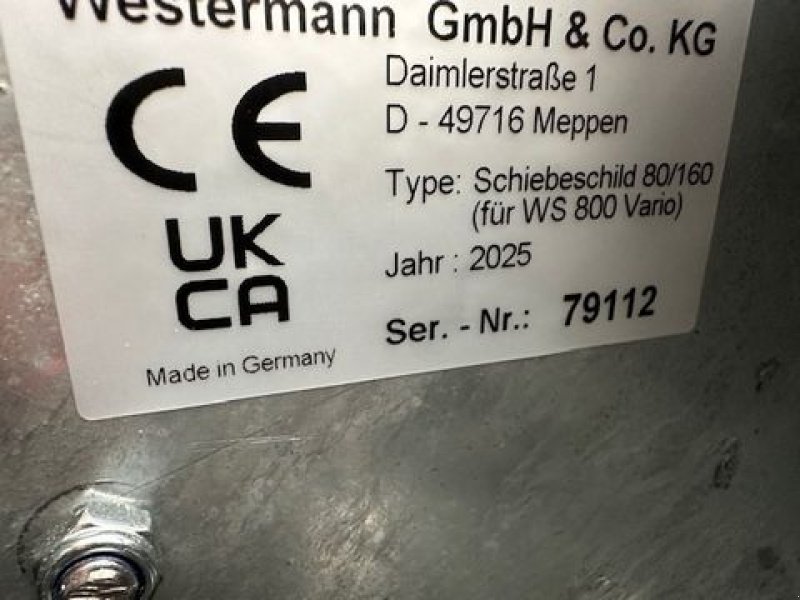 Westermann GmbH & Co. KG
Daimlerstraße 1
D - 49716 Meppen
Type: Schiebeschild 80/160
(für WS 800 Vario)
Jahr : 2025
Ser. - Nr.: 79112
CE
UK
CA
Made in Germany